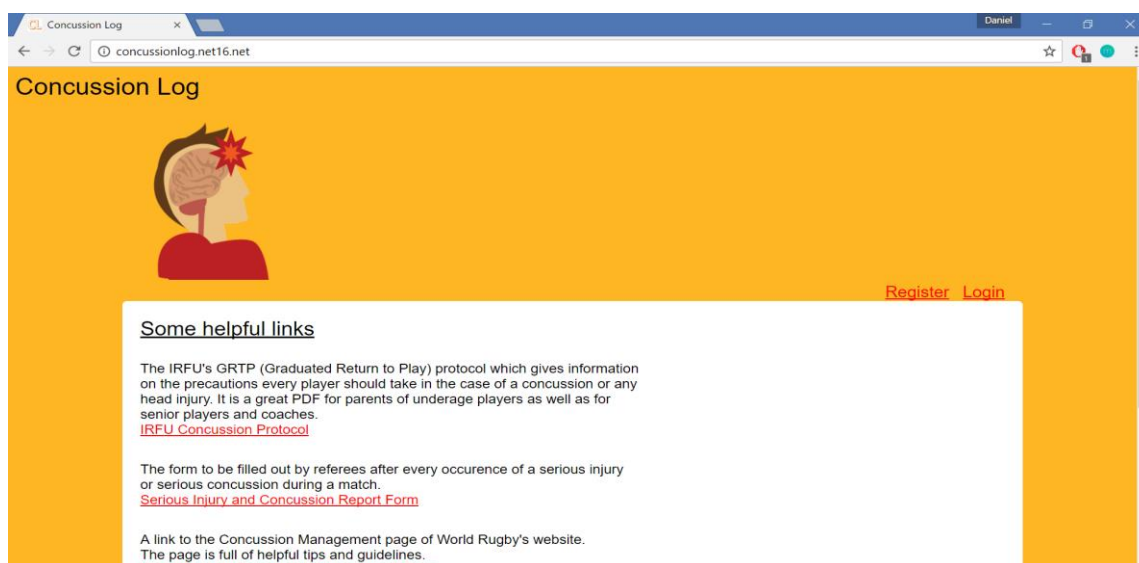 CL Concussion Log
Daniel
concussionlog.net16.net
1
Concussion Log
Register Login
Some helpful links
The IRFU's GRTP (Graduated Return to Play) protocol which gives information
on the precautions every player should take in the case of a concussion or any
head injury. It is a great PDF for parents of underage players as well as for
senior players and coaches.
IRFU Concussion Protocol
The form to be filled out by referees after every occurence of a serious injury
or serious concussion during a match.
Serious Injury and Concussion Report Form
A link to the Concussion Management page of World Rugby's website.
The page is full of helpful tips and guidelines.